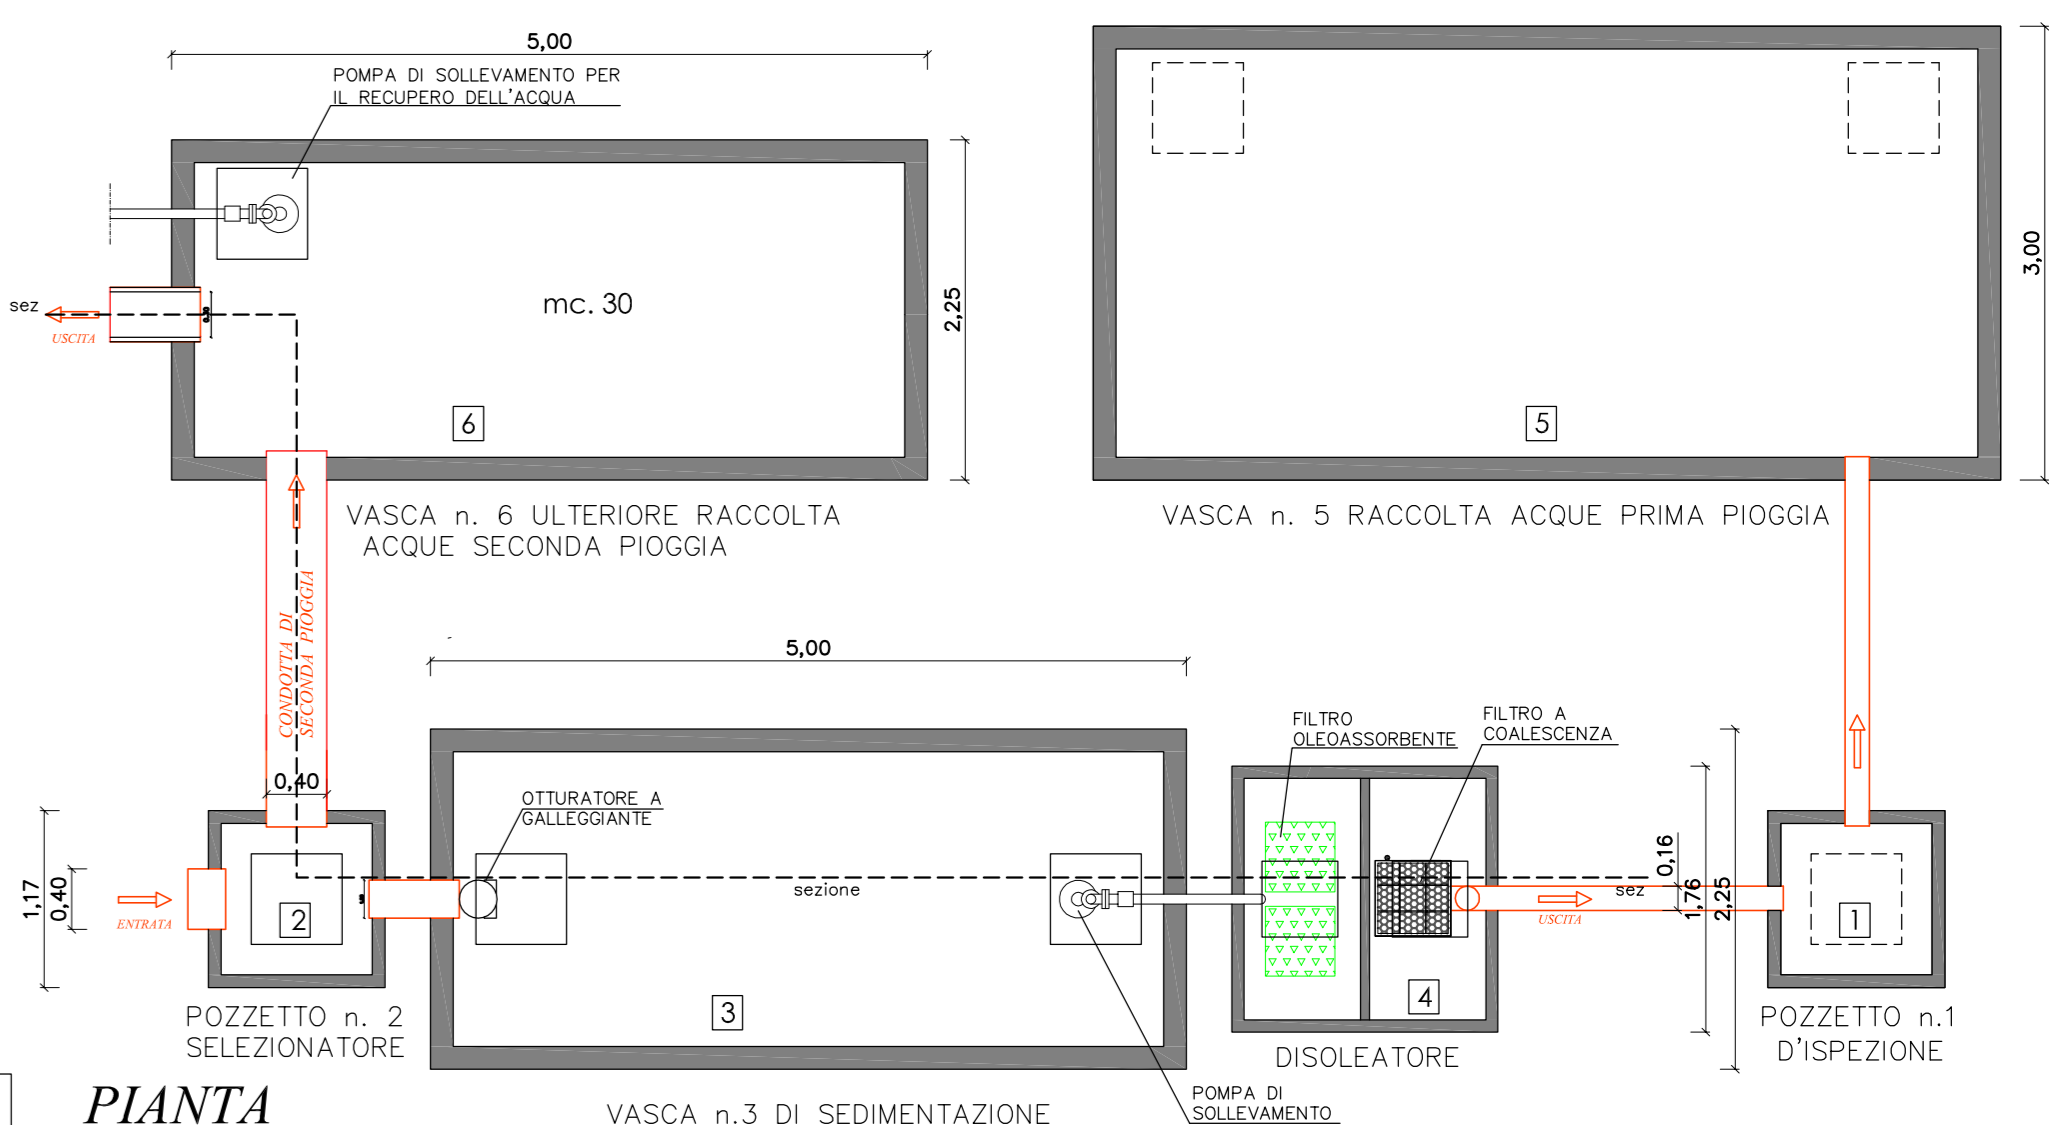 5,00
POMPA DI SOLLEVAMENTO PER
IL RECUPERO DELL'ACQUA
3,00
2,25
mc. 30
sez
USCITA
0.30
6
5
VASCA n. 6 ULTERIORE RACCOLTA
ACQUE SECONDA PIOGGIA
VASCA n. 5 RACCOLTA ACQUE PRIMA PIOGGIA
CONDOTTA DI
SECONDA PIOGGIA
5,00
FILTRO
OLEOASSORBENTE
FILTRO A
COALESCENZA
0,40
OTTURATORE A
GALLEGGIANTE
1,17
0,40
ENTRATA
2
sezione
sez
USCITA
0,16
1,76
2,25
1
3
4
POZZETTO n. 2
SELEZIONATORE
DISOLEATORE
POZZETTO n.1
D'ISPEZIONE
PIANTA
VASCA n.3 DI SEDIMENTAZIONE
POMPA DI
SOLLEVAMENTO